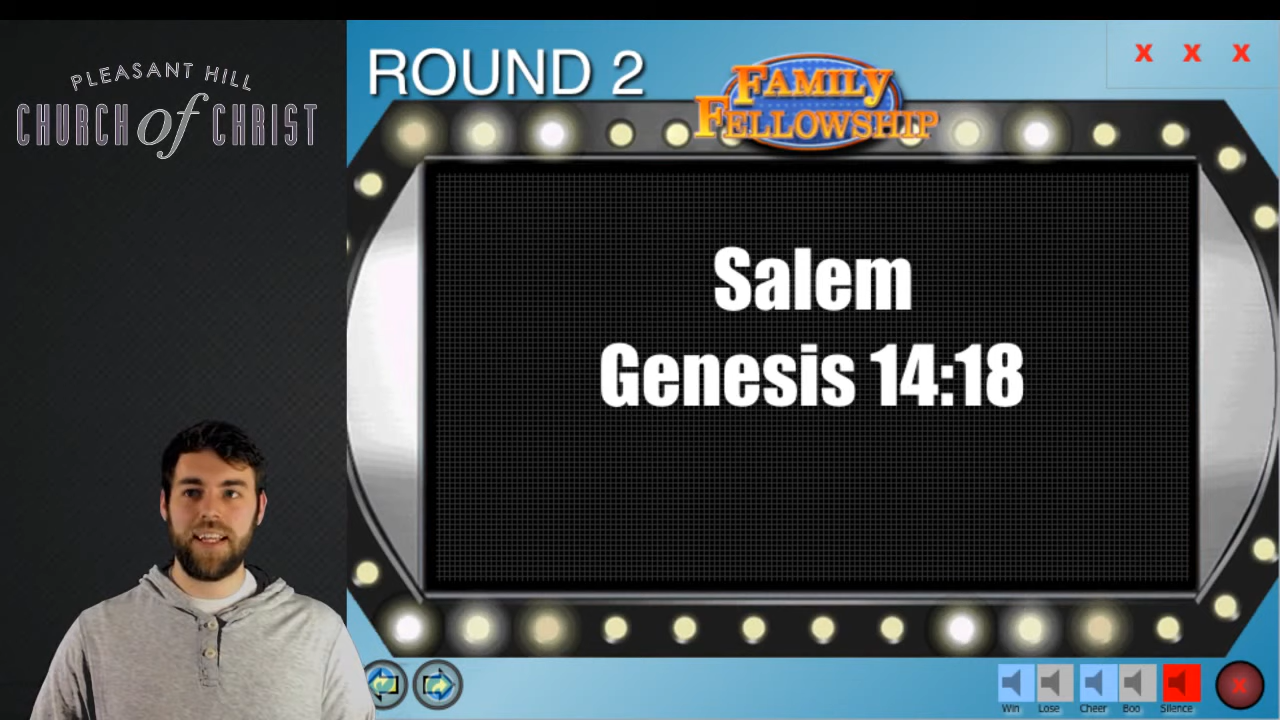 PLEASANT HILL
CHURCH of CHRIST
ROUND 2
X X X
FAMILY
FELLOWSHIP
Salem
Genesis 14:18
Win Lose Cheer Boo Silence
X